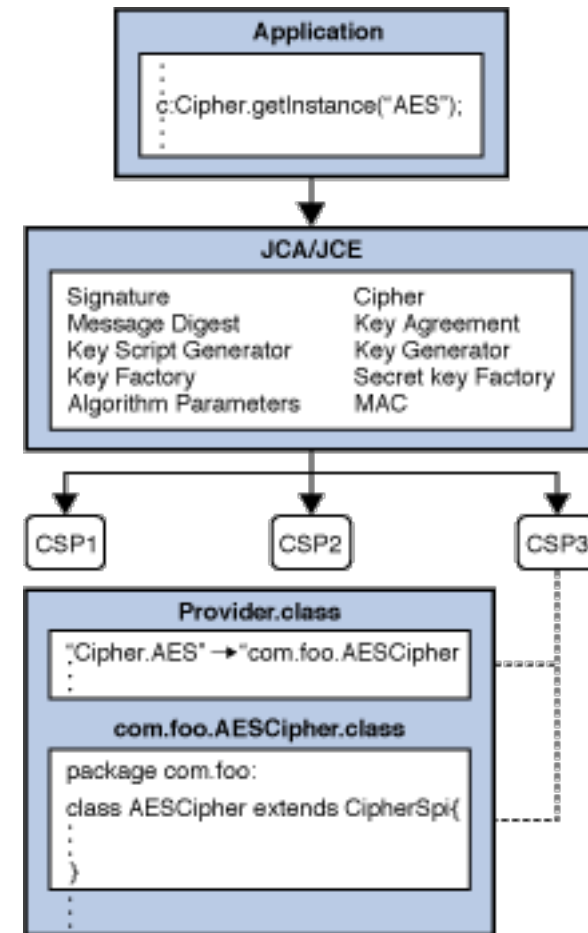 Application
c:Cipher.getInstance("AES");
JCA/JCE
Signature
Message Digest
Key Script Generator
Key Factory
Algorithm Parameters
Cipher
Key Agreement
Key Generator
Secret key Factory
MAC
CSP1
CSP2
CSP3
Provider.class
"Cipher.AES" → "com.foo.AESCipher
com.foo.AESCipher.class
package com.foo:
class AESCipher extends CipherSpi{
}